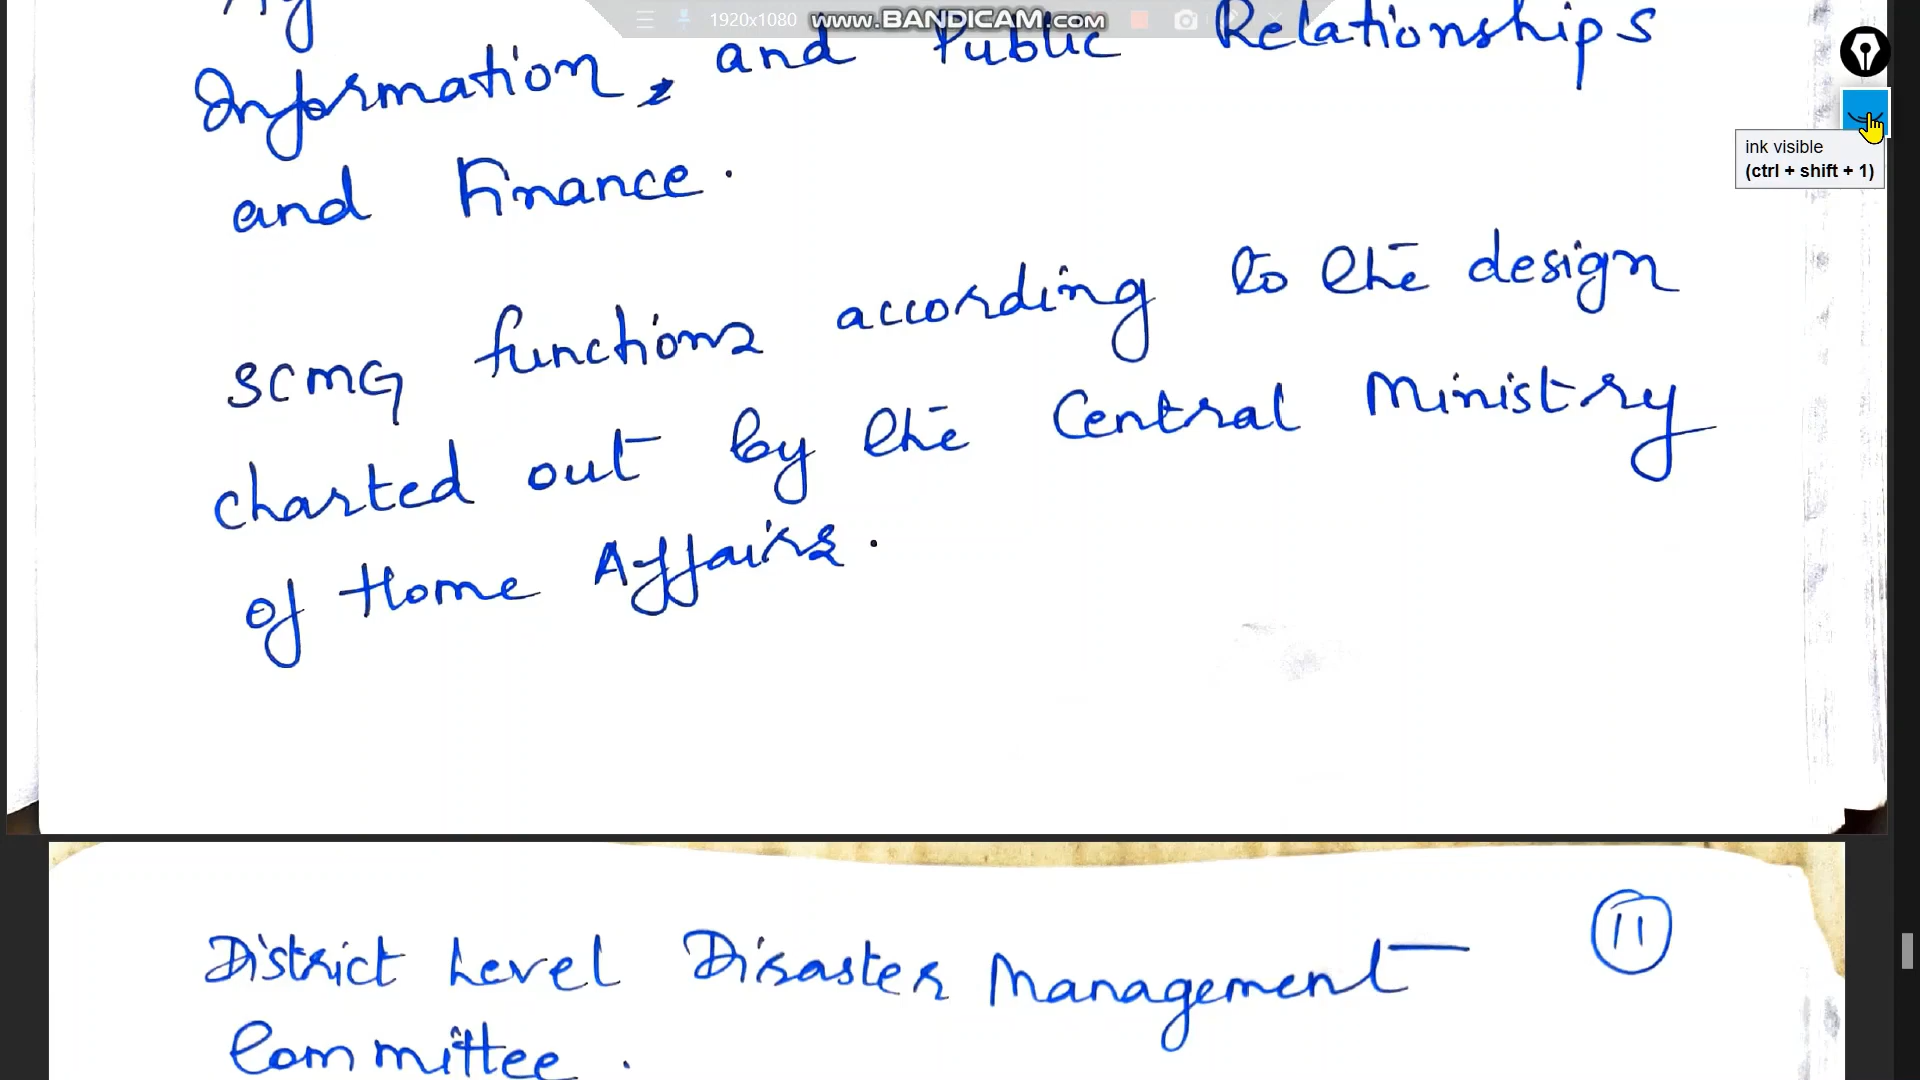 1920x1080 www.BANDICAM.com
Information, and Public Relationships
and Finance.
SCMG functions according to the design
charted out by the Central Ministry
of Home Affairs.
ink visible
(ctrl + shift + 1)
District Level Disaster Management
Committee.
11